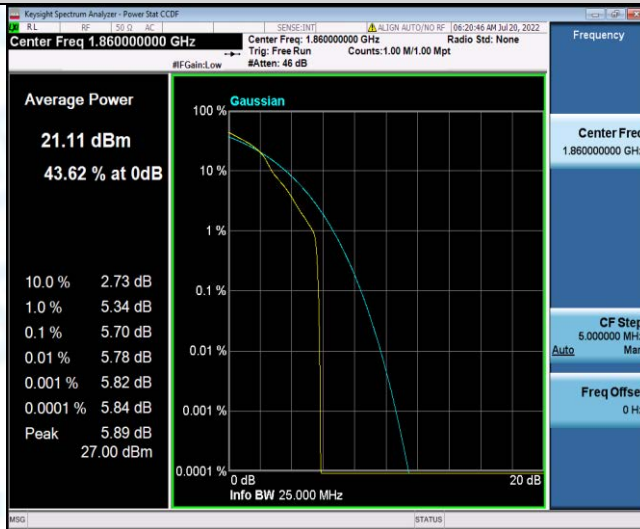 Keysight Spectrum Analyzer - Power Stat CCDF
RL RF 50 Ω AC SENSE:INT ALIGN AUTO/NO RF 06:20:46 AM Jul 20, 2022
Center Freq 1.860000000 GHz
Center Freq: 1.860000000 GHz Radio Std: None
Trig: Free Run Counts:1.00 M/1.00 Mpt
#IFGain:Low #Atten: 46 dB
Frequency
Average Power
21.11 dBm
43.62 % at 0dB
10.0 % 2.73 dB
1.0 % 5.34 dB
0.1 % 5.70 dB
0.01 % 5.78 dB
0.001 % 5.82 dB
0.0001 % 5.84 dB
Peak 5.89 dB
27.00 dBm
Gaussian
100 %
10 %
1 %
0.1 %
0.01 %
0.001 %
0.0001 %
0 dB 20 dB
Info BW 25.000 MHz
Center Freq
1.860000000 GHz
CF Step
5.000000 MHz
Auto Man
Freq Offse
0 Hz
MSG STATUS